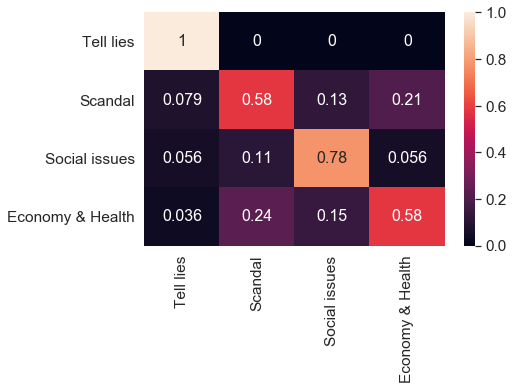 Tell lies 1 0 0 0
Scandal 0.079 0.58 0.13 0.21
Social issues 0.056 0.11 0.78 0.056
Economy & Health 0.036 0.24 0.15 0.58
Tell lies
Scandal
Social issues
Economy & Health
1.0
0.8
0.6
0.4
0.2
0.0